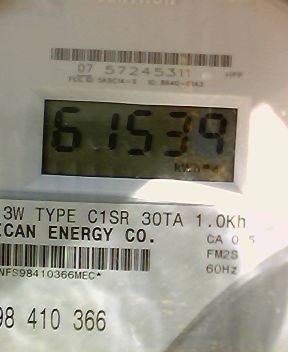 07 57245311
HPP
61539
3W TYPE C1SR 30TA 1.0Kh
ICAN ENERGY CO.
CA 0.5
FM2S
60Hz
NFS98410366MEC*
98 410 366